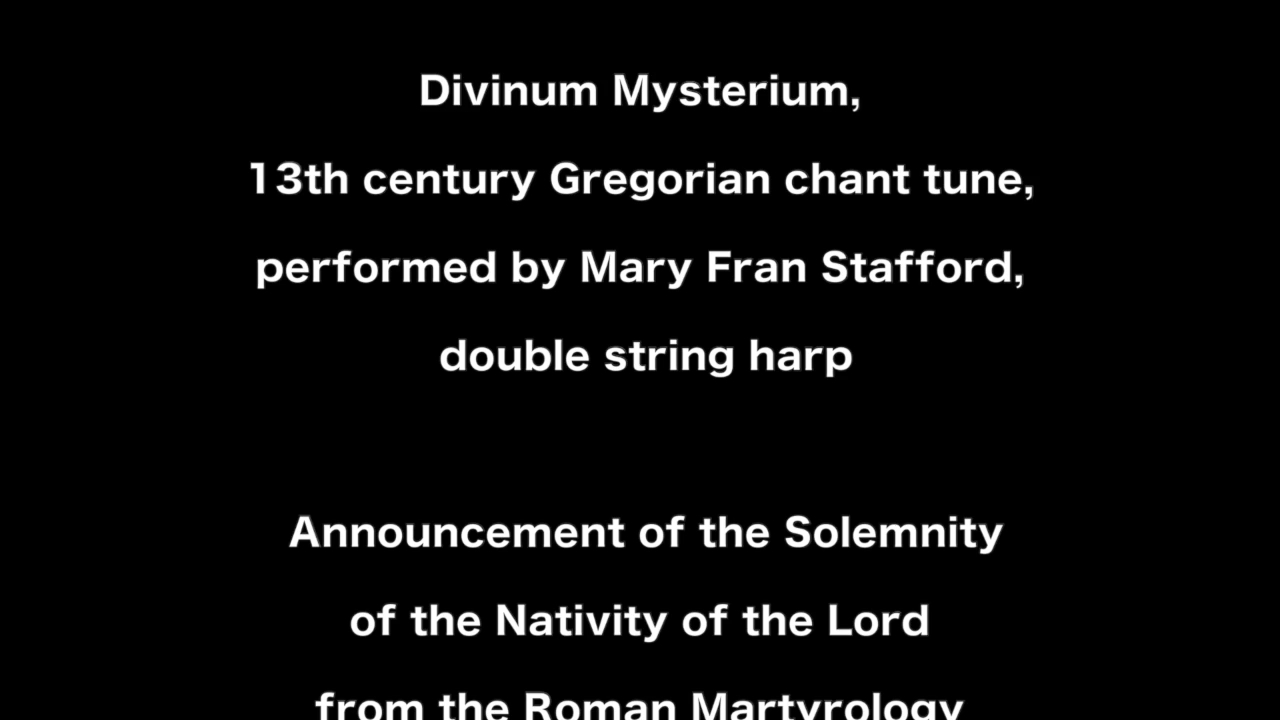 Divinum Mysterium,
13th century Gregorian chant tune,
performed by Mary Fran Stafford,
double string harp
Announcement of the Solemnity
of the Nativity of the Lord
from the Roman Martyrology